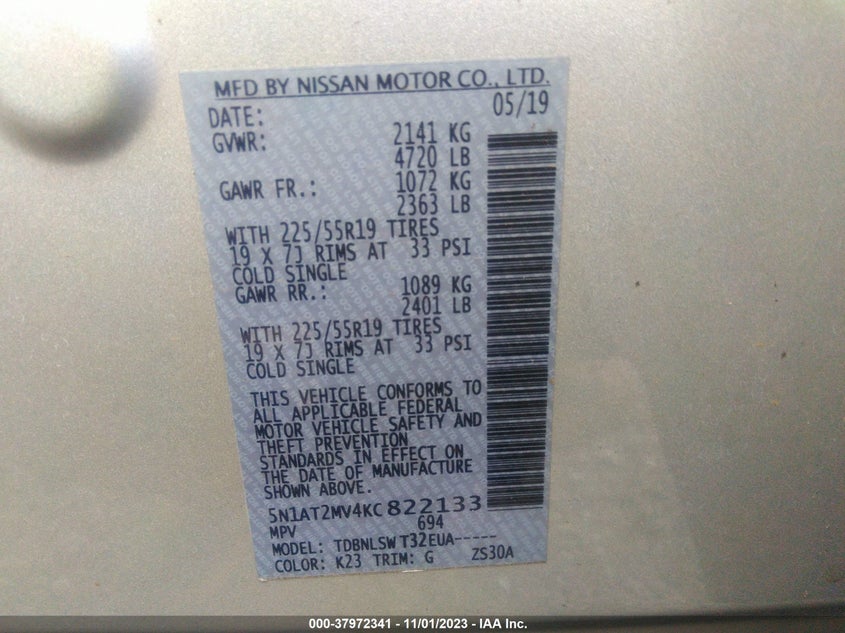 MFD BY NISSAN MOTOR CO., LTD.
DATE: 05/19
GVWR: 2141 KG
4720 LB
GAWR FR.: 1072 KG
2363 LB
WITH 225/55R19 TIRES
19 X 7J RIMS AT 33 PSI
COLD SINGLE
GAWR RR.: 1089 KG
2401 LB
WITH 225/55R19 TIRES
19 X 7J RIMS AT 33 PSI
COLD SINGLE
THIS VEHICLE CONFORMS TO
ALL APPLICABLE FEDERAL
MOTOR VEHICLE SAFETY AND
THEFT PREVENTION
STANDARDS IN EFFECT ON
THE DATE OF MANUFACTURE
SHOWN ABOVE.
5N1AT2MV4KC822133
MPV 694
MODEL: TDBNLSW T32EUA-----
COLOR: K23 TRIM: G ZS30A
000-37972341 - 11/01/2023 - IAA Inc.